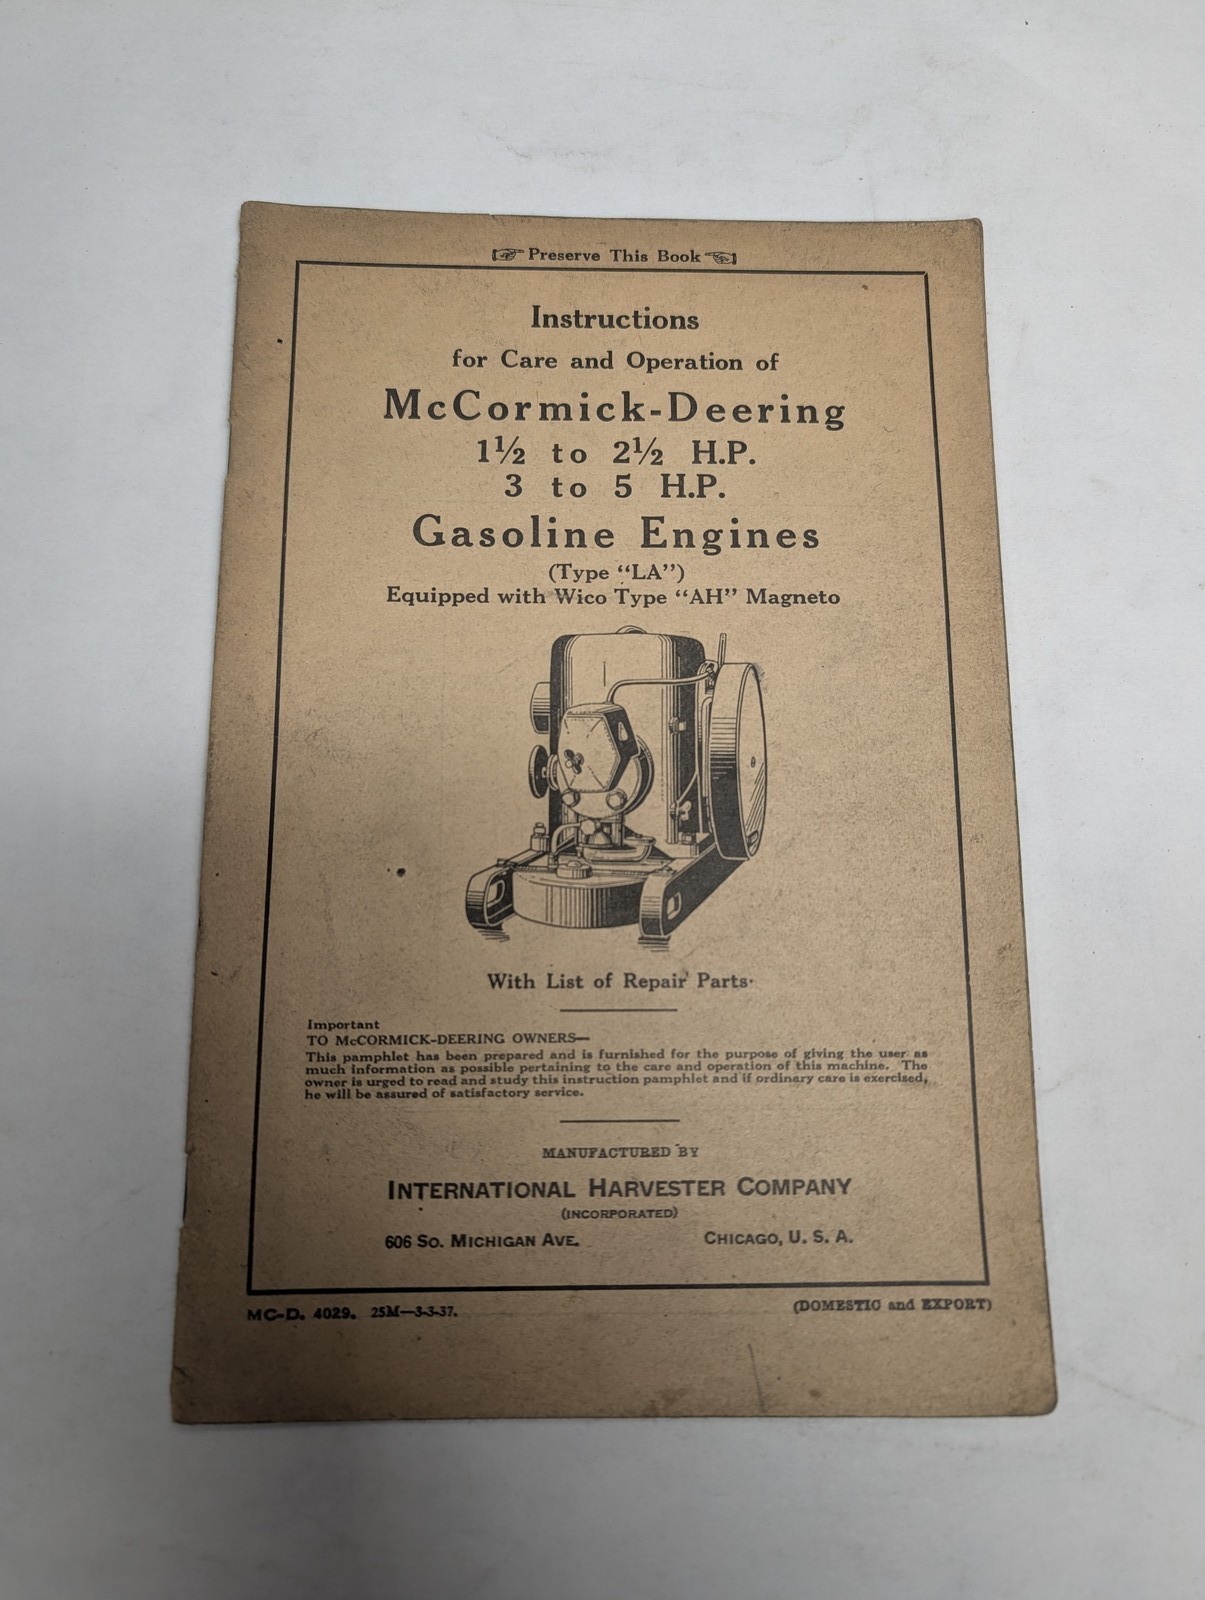 Preserve This Book
Instructions
for Care and Operation of
McCormick-Deering
1½ to 2½ H.P.
3 to 5 H.P.
Gasoline Engines
(Type "LA")
Equipped with Wico Type "AH" Magneto
With List of Repair Parts
Important
TO McCORMICK-DEERING OWNERS—
This pamphlet has been prepared and is furnished for the purpose of giving the user as
much information as possible pertaining to the care and operation of this machine. The
owner is urged to read and study this instruction pamphlet and if ordinary care is exercised,
he will be assured of satisfactory service.
MANUFACTURED BY
INTERNATIONAL HARVESTER COMPANY
(INCORPORATED)
606 SO. MICHIGAN AVE. CHICAGO, U. S. A.
MC-D. 4029. 25M—3-3-37. (DOMESTIC and EXPORT)